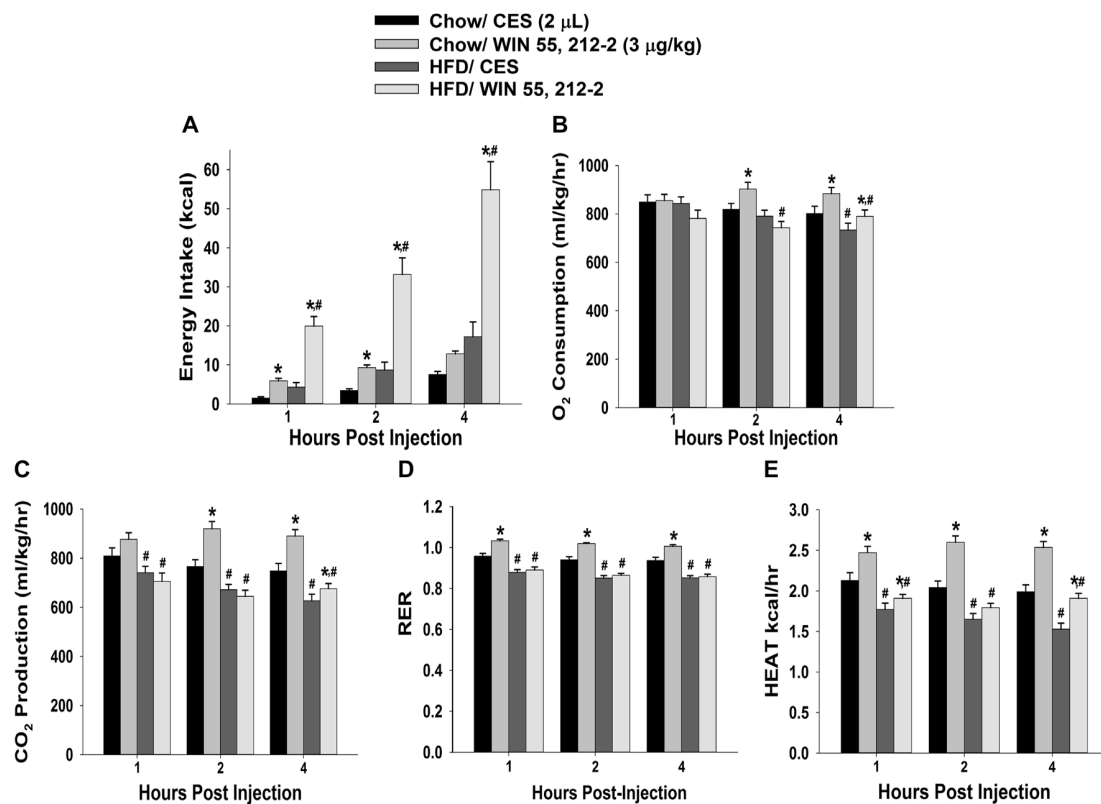 Chow/ CES (2 μL)
Chow/ WIN 55, 212-2 (3 μg/kg)
HFD/ CES
HFD/ WIN 55, 212-2
A
Energy Intake (kcal)
60
50
40
30
20
10
0
*
*,#
*
*,#
*,#
1 2 4
Hours Post Injection
B
O₂ Consumption (ml/kg/hr)
1000
800
600
400
200
0
*
#
*
#
*,#
1 2 4
Hours Post Injection
C
CO₂ Production (ml/kg/hr)
1000
800
600
400
200
0
#
#
*
#
#
*
#
*,#
1 2 4
Hours Post Injection
D
RER
1.2
1.0
0.8
0.6
0.4
0.2
0.0
*
#
#
*
#
#
*
#
#
1 2 4
Hours Post-Injection
E
HEAT kcal/hr
3.0
2.5
2.0
1.5
1.0
0.5
0.0
*
#
*,#
*
#
#
*
#
*,#
1 2 4
Hours Post Injection